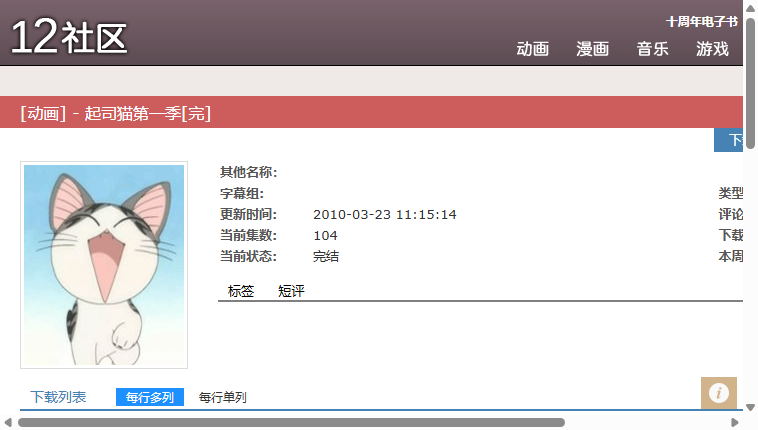 12社区
十周年电子书
动画 漫画 音乐 游戏
[动画] - 起司猫第一季[完]
其他名称:
字幕组: 类型
更新时间: 2010-03-23 11:15:14 评论
当前集数: 104 下载
当前状态: 完结 本周
标签 短评
下载列表 每行多列 每行单列